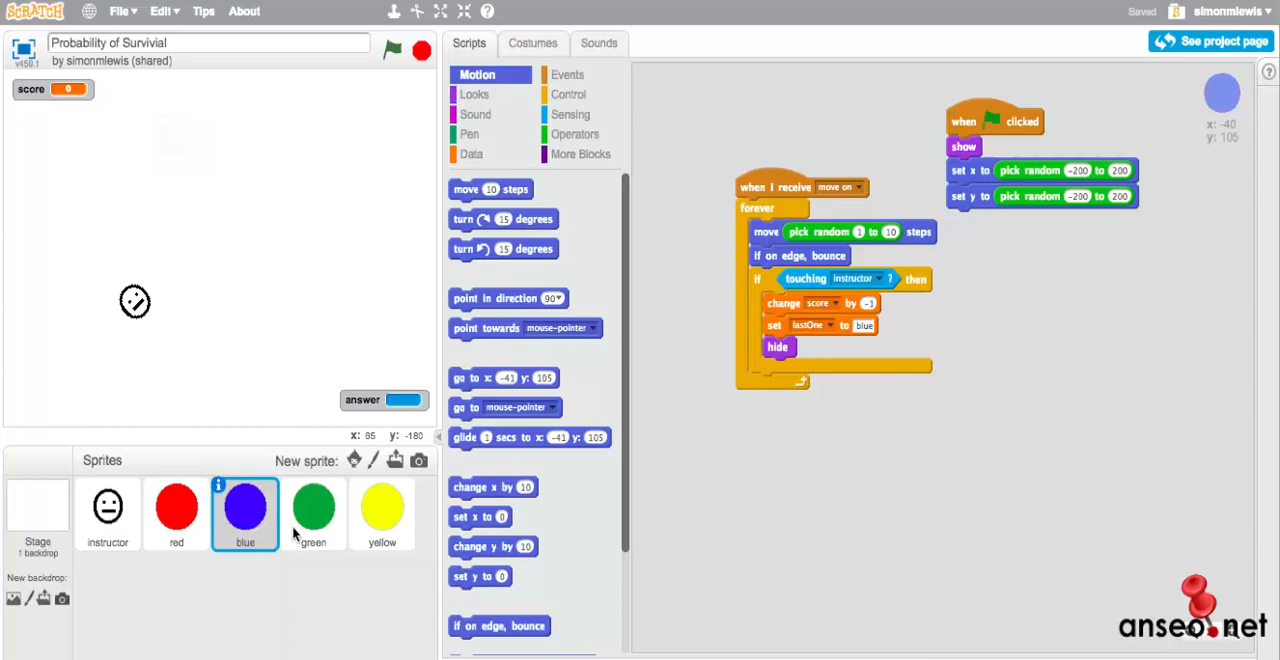 SCRATCH File▾ Edit▾ Tips About Saved simonmlewis▾
v459.1 Probability of Survivial
by simonmlewis (shared)
Scripts Costumes Sounds
See project page
score 0
Motion Events
Looks Control
Sound Sensing
Pen Operators
Data More Blocks
move 10 steps
turn 15 degrees
turn 15 degrees
point in direction 90▾
point towards mouse-pointer
go to x: -41 y: 105
go to mouse-pointer
glide 1 secs to x: -41 y: 105
change x by 10
set x to 0
change y by 10
set y to 0
if on edge, bounce
when I receive move on
forever
move pick random 1 to 10 steps
if on edge, bounce
if touching Instructor ? then
change score by -1
set lastOne to blue
hide
when clicked
show
set x to pick random -200 to 200
set y to pick random -200 to 200
x: -40
y: 105
answer
x: 65 y: -180
Sprites New sprite:
Stage
1 backdrop
New backdrop:
instructor red blue green yellow
anseo.net